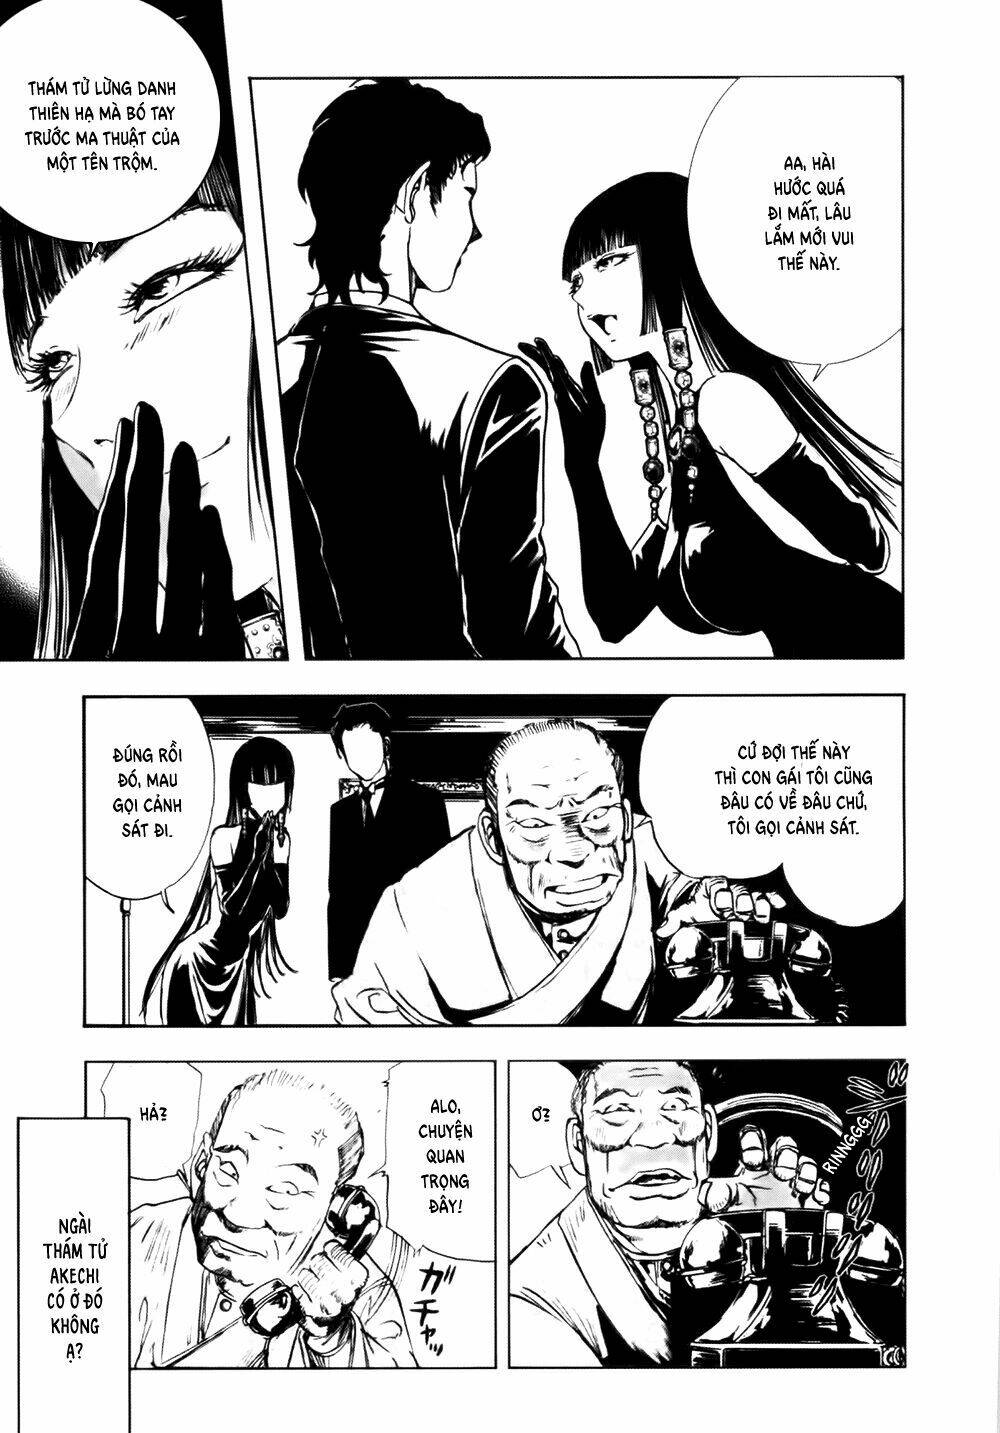 AA, HÀI
HƯỚC QUÁ
ĐI MẤT, LÂU
LẮM MỚI VUI
THẾ NÀY.
THÁM TỬ LỪNG DANH
THIÊN HẠ MÀ BÓ TAY
TRƯỚC MA THUẬT CỦA
MỘT TÊN TRỘM.
CỨ ĐỢI THẾ NÀY
THÌ CON GÁI TÔI CŨNG
ĐÂU CÓ VỀ ĐÂU CHỨ,
TÔI GỌI CẢNH SÁT.
ĐÚNG RỒI
ĐÓ, MAU
GỌI CẢNH
SÁT ĐI.
RINNGGG
Ơ?
ALO,
CHUYỆN
QUAN
TRỌNG
ĐÂY!
ガチャッ
HẢ?
NGÀI
THÁM TỬ
AKECHI
CÓ Ở ĐÓ
KHÔNG
Ạ?